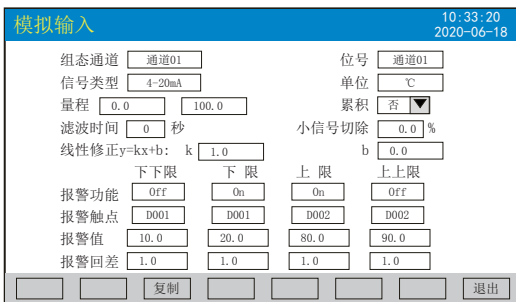 模拟输入 10:33:20
2020-06-18
组态通道 通道01 位号 通道01
信号类型 4-20mA 单位 ℃
量程 0.0 100.0 累积 否
滤波时间 0 秒 小信号切除 0.0 %
线性修正y=kx+b: k 1.0 b 0.0
下下限 下 限 上 限 上上限
报警功能 Off On On Off
报警触点 D001 D001 D002 D002
报警值 10.0 20.0 80.0 90.0
报警回差 1.0 1.0 1.0 1.0
复制 退出